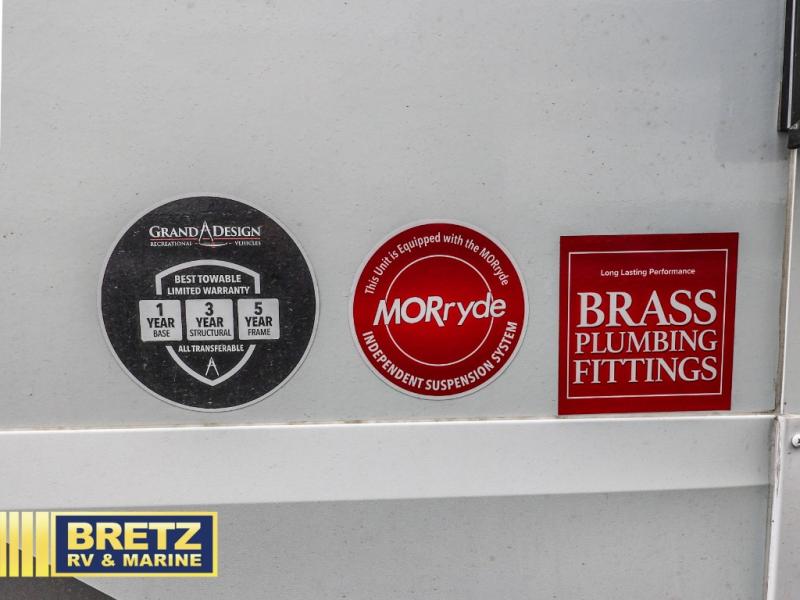 GRAND DESIGN
RECREATIONAL VEHICLES
BEST TOWABLE
LIMITED WARRANTY
1 YEAR BASE
3 YEAR STRUCTURAL
5 YEAR FRAME
ALL TRANSFERABLE
This Unit is Equipped with the MORryde
MORryde
INDEPENDENT SUSPENSION SYSTEM
Long Lasting Performance
BRASS
PLUMBING
FITTINGS
BRETZ
RV & MARINE